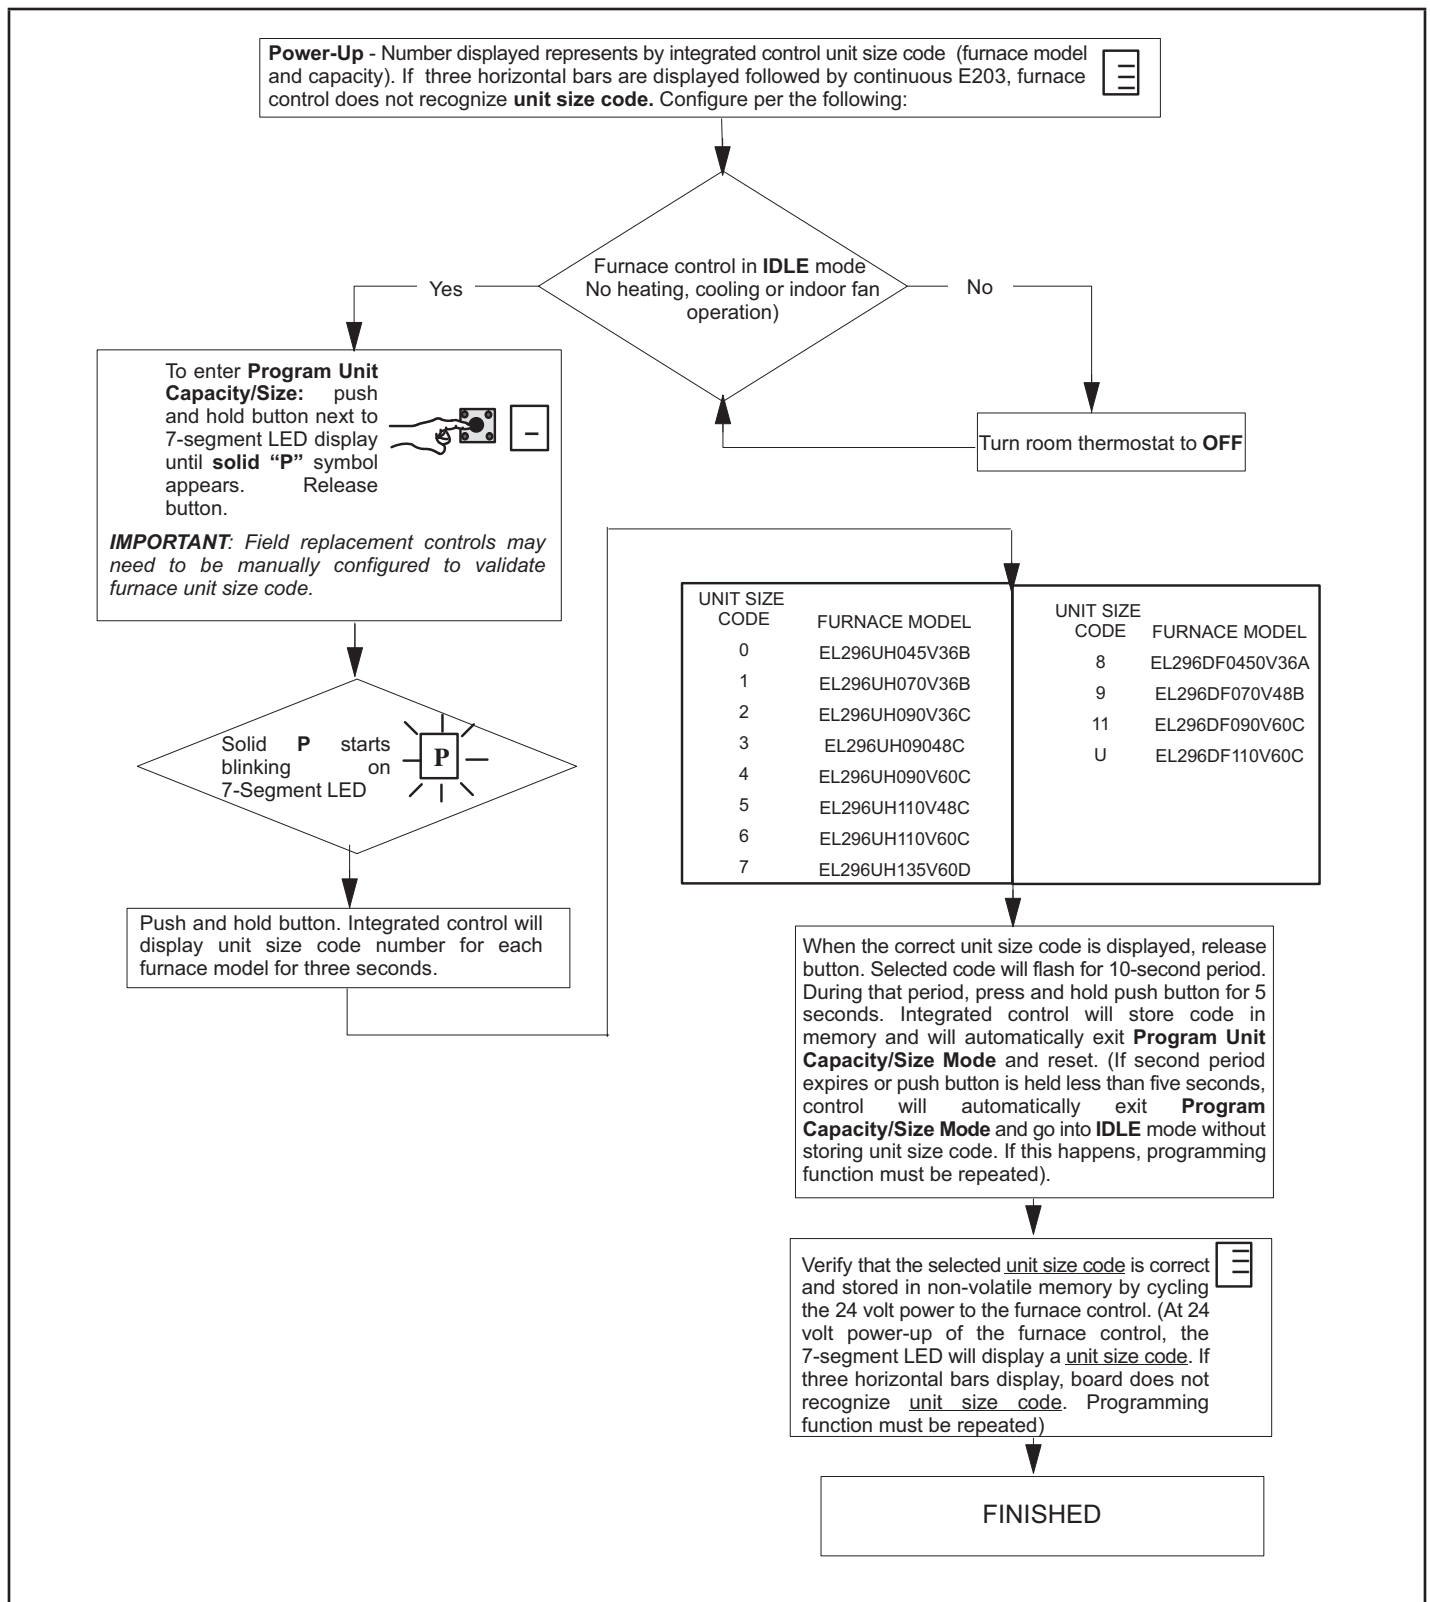 Power-Up - Number displayed represents by integrated control unit size code (furnace model
and capacity). If three horizontal bars are displayed followed by continuous E203, furnace
control does not recognize unit size code. Configure per the following:
Furnace control in IDLE mode
No heating, cooling or indoor fan
operation)
Yes
No
To enter Program Unit
Capacity/Size: push
and hold button next to
7-segment LED display
until solid “P” symbol
appears. Release
button.
IMPORTANT: Field replacement controls may
need to be manually configured to validate
furnace unit size code.
Turn room thermostat to OFF
Solid P starts
blinking on
7-Segment LED
P
Push and hold button. Integrated control will
display unit size code number for each
furnace model for three seconds.
UNIT SIZE
CODE FURNACE MODEL
0 EL296UH045V36B
1 EL296UH070V36B
2 EL296UH090V36C
3 EL296UH09048C
4 EL296UH090V60C
5 EL296UH110V48C
6 EL296UH110V60C
7 EL296UH135V60D
UNIT SIZE
CODE FURNACE MODEL
8 EL296DF0450V36A
9 EL296DF070V48B
11 EL296DF090V60C
U EL296DF110V60C
When the correct unit size code is displayed, release
button. Selected code will flash for 10-second period.
During that period, press and hold push button for 5
seconds. Integrated control will store code in
memory and will automatically exit Program Unit
Capacity/Size Mode and reset. (If second period
expires or push button is held less than five seconds,
control will automatically exit Program
Capacity/Size Mode and go into IDLE mode without
storing unit size code. If this happens, programming
function must be repeated).
Verify that the selected unit size code is correct
and stored in non-volatile memory by cycling
the 24 volt power to the furnace control. (At 24
volt power-up of the furnace control, the
7-segment LED will display a unit size code. If
three horizontal bars display, board does not
recognize unit size code. Programming
function must be repeated)
FINISHED